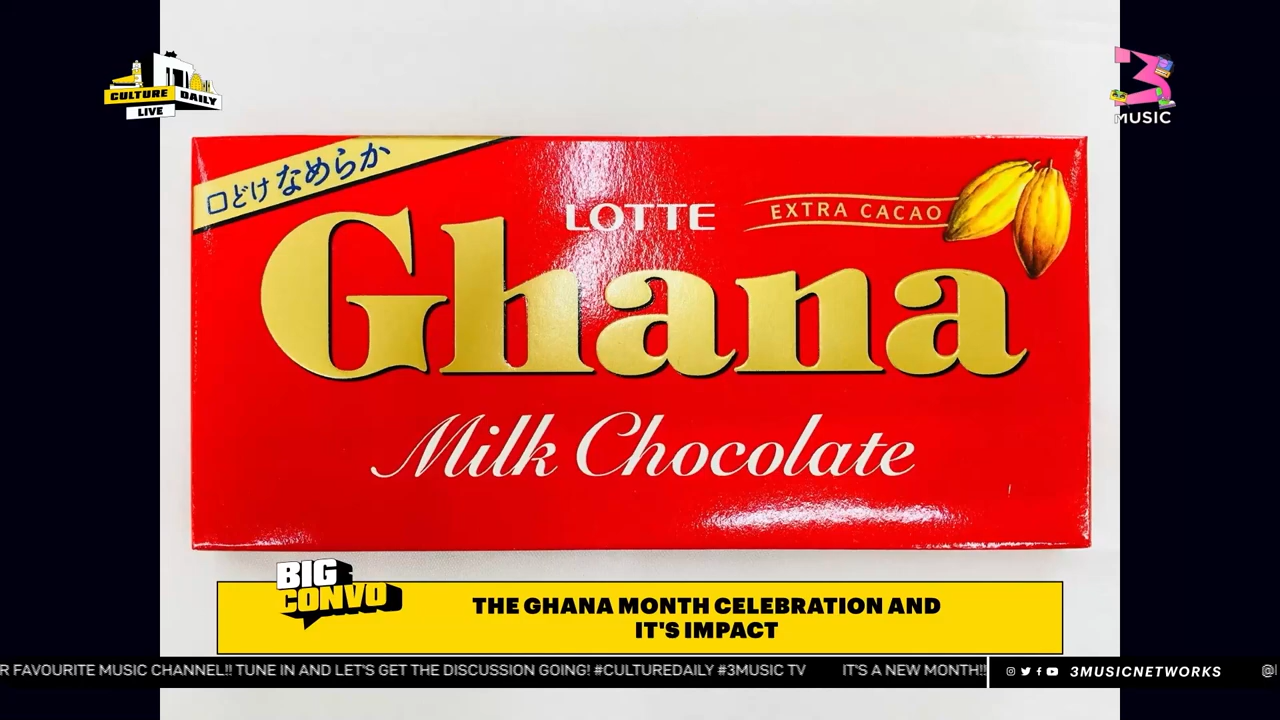 CULTURE DAILY
LIVE
3
MUSIC
口どけなめらか
LOTTE
EXTRA CACAO
Ghana
Milk Chocolate
BIG
CONVO
THE GHANA MONTH CELEBRATION AND
IT'S IMPACT
R FAVOURITE MUSIC CHANNEL!! TUNE IN AND LET'S GET THE DISCUSSION GOING! #CULTUREDAILY #3MUSIC TV IT'S A NEW MONTH!!
3MUSICNETWORKS
@